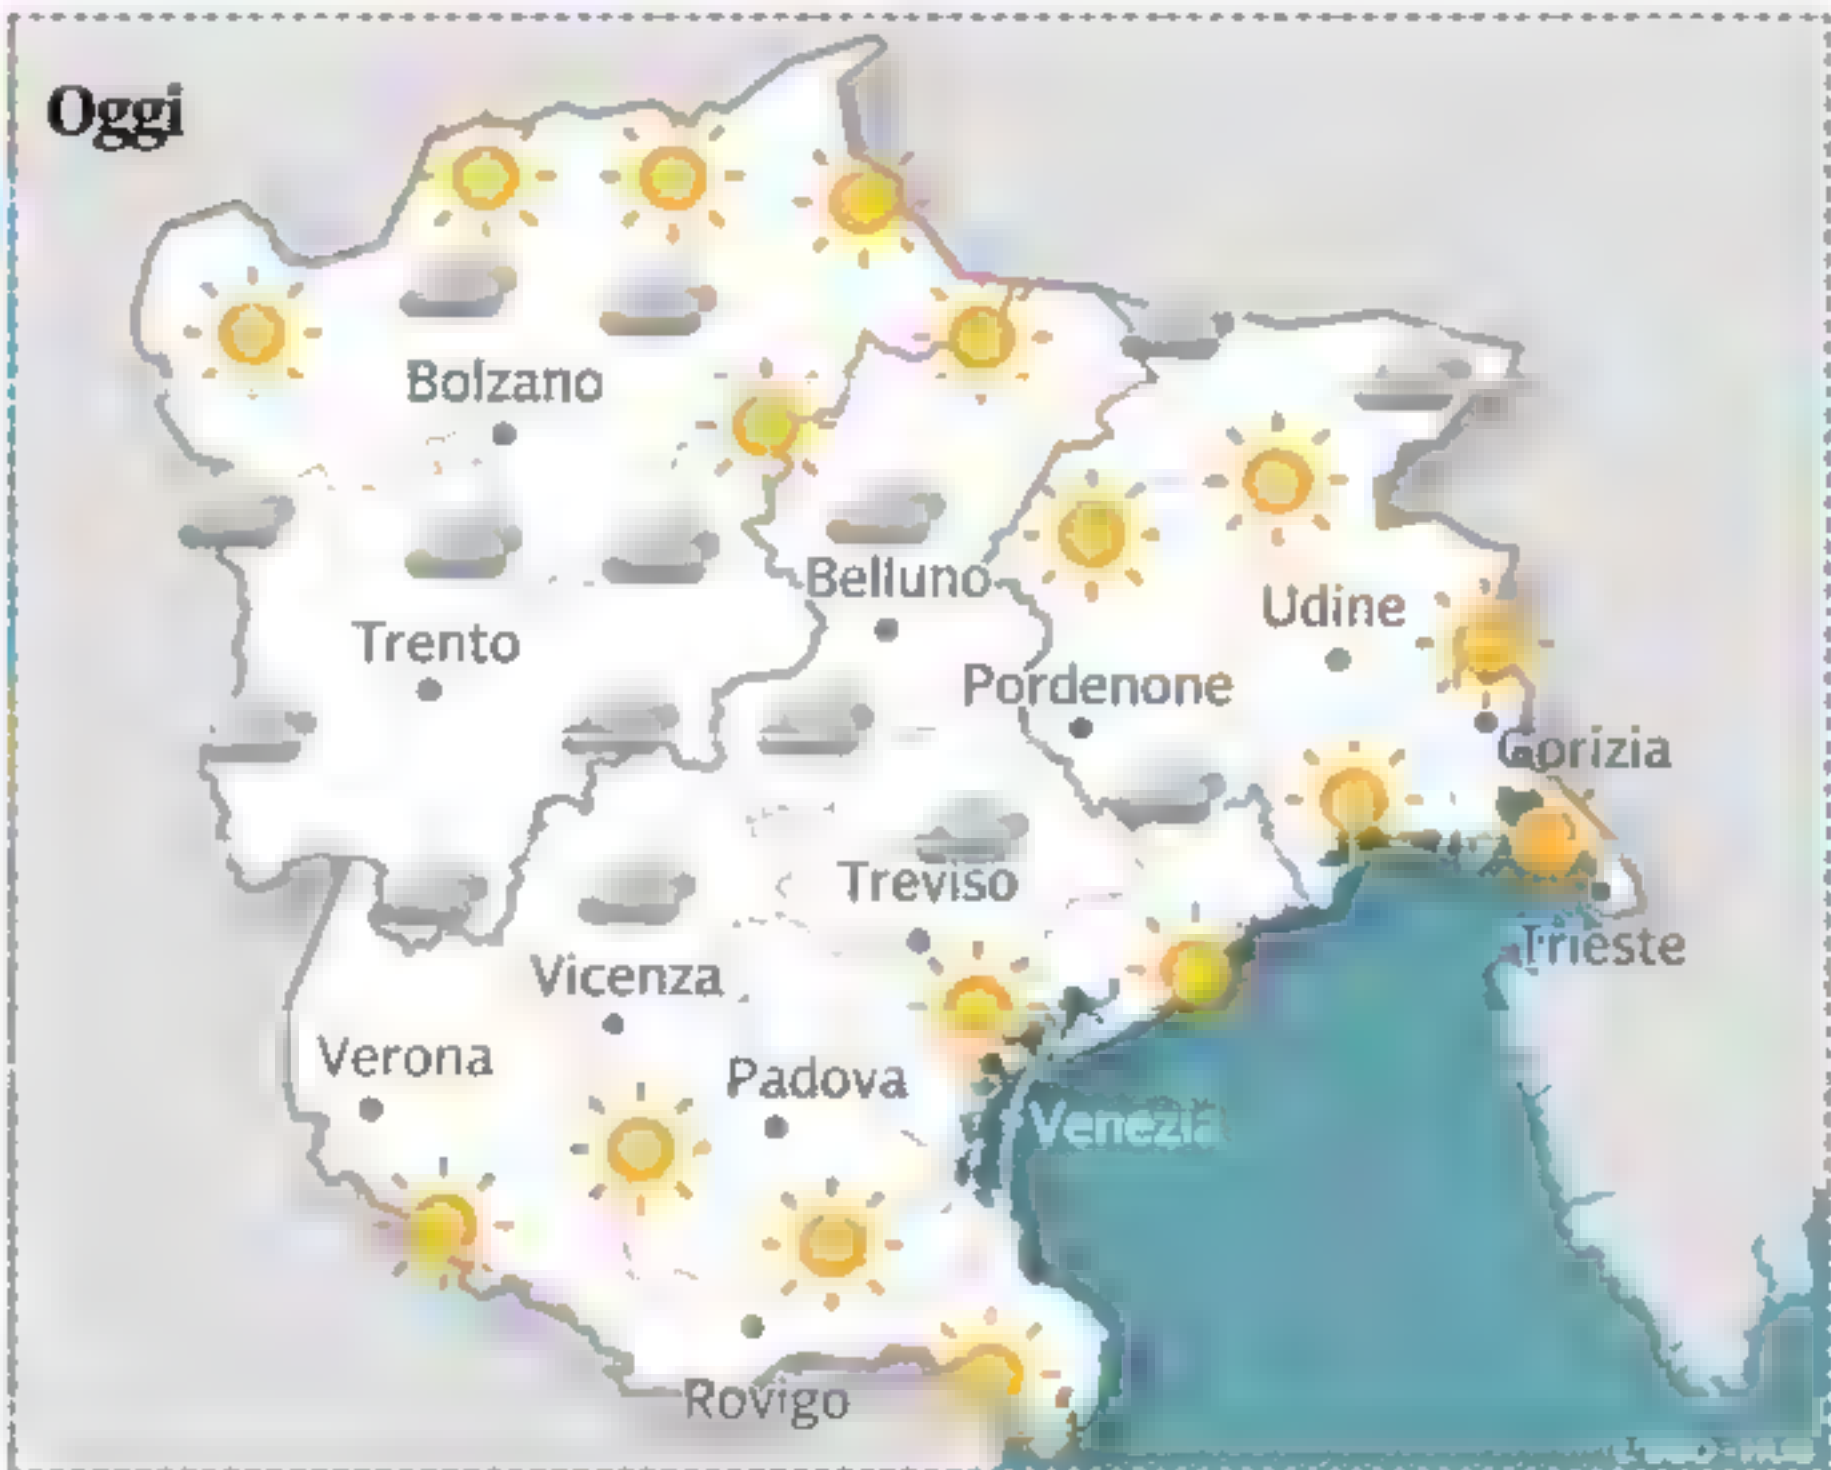 Oggi
Bolzano
Belluno
Udine
Trento
Pordenone
Gorizia
Treviso
Trieste
Vicenza
Verona
Padova
Venezia
Rovigo